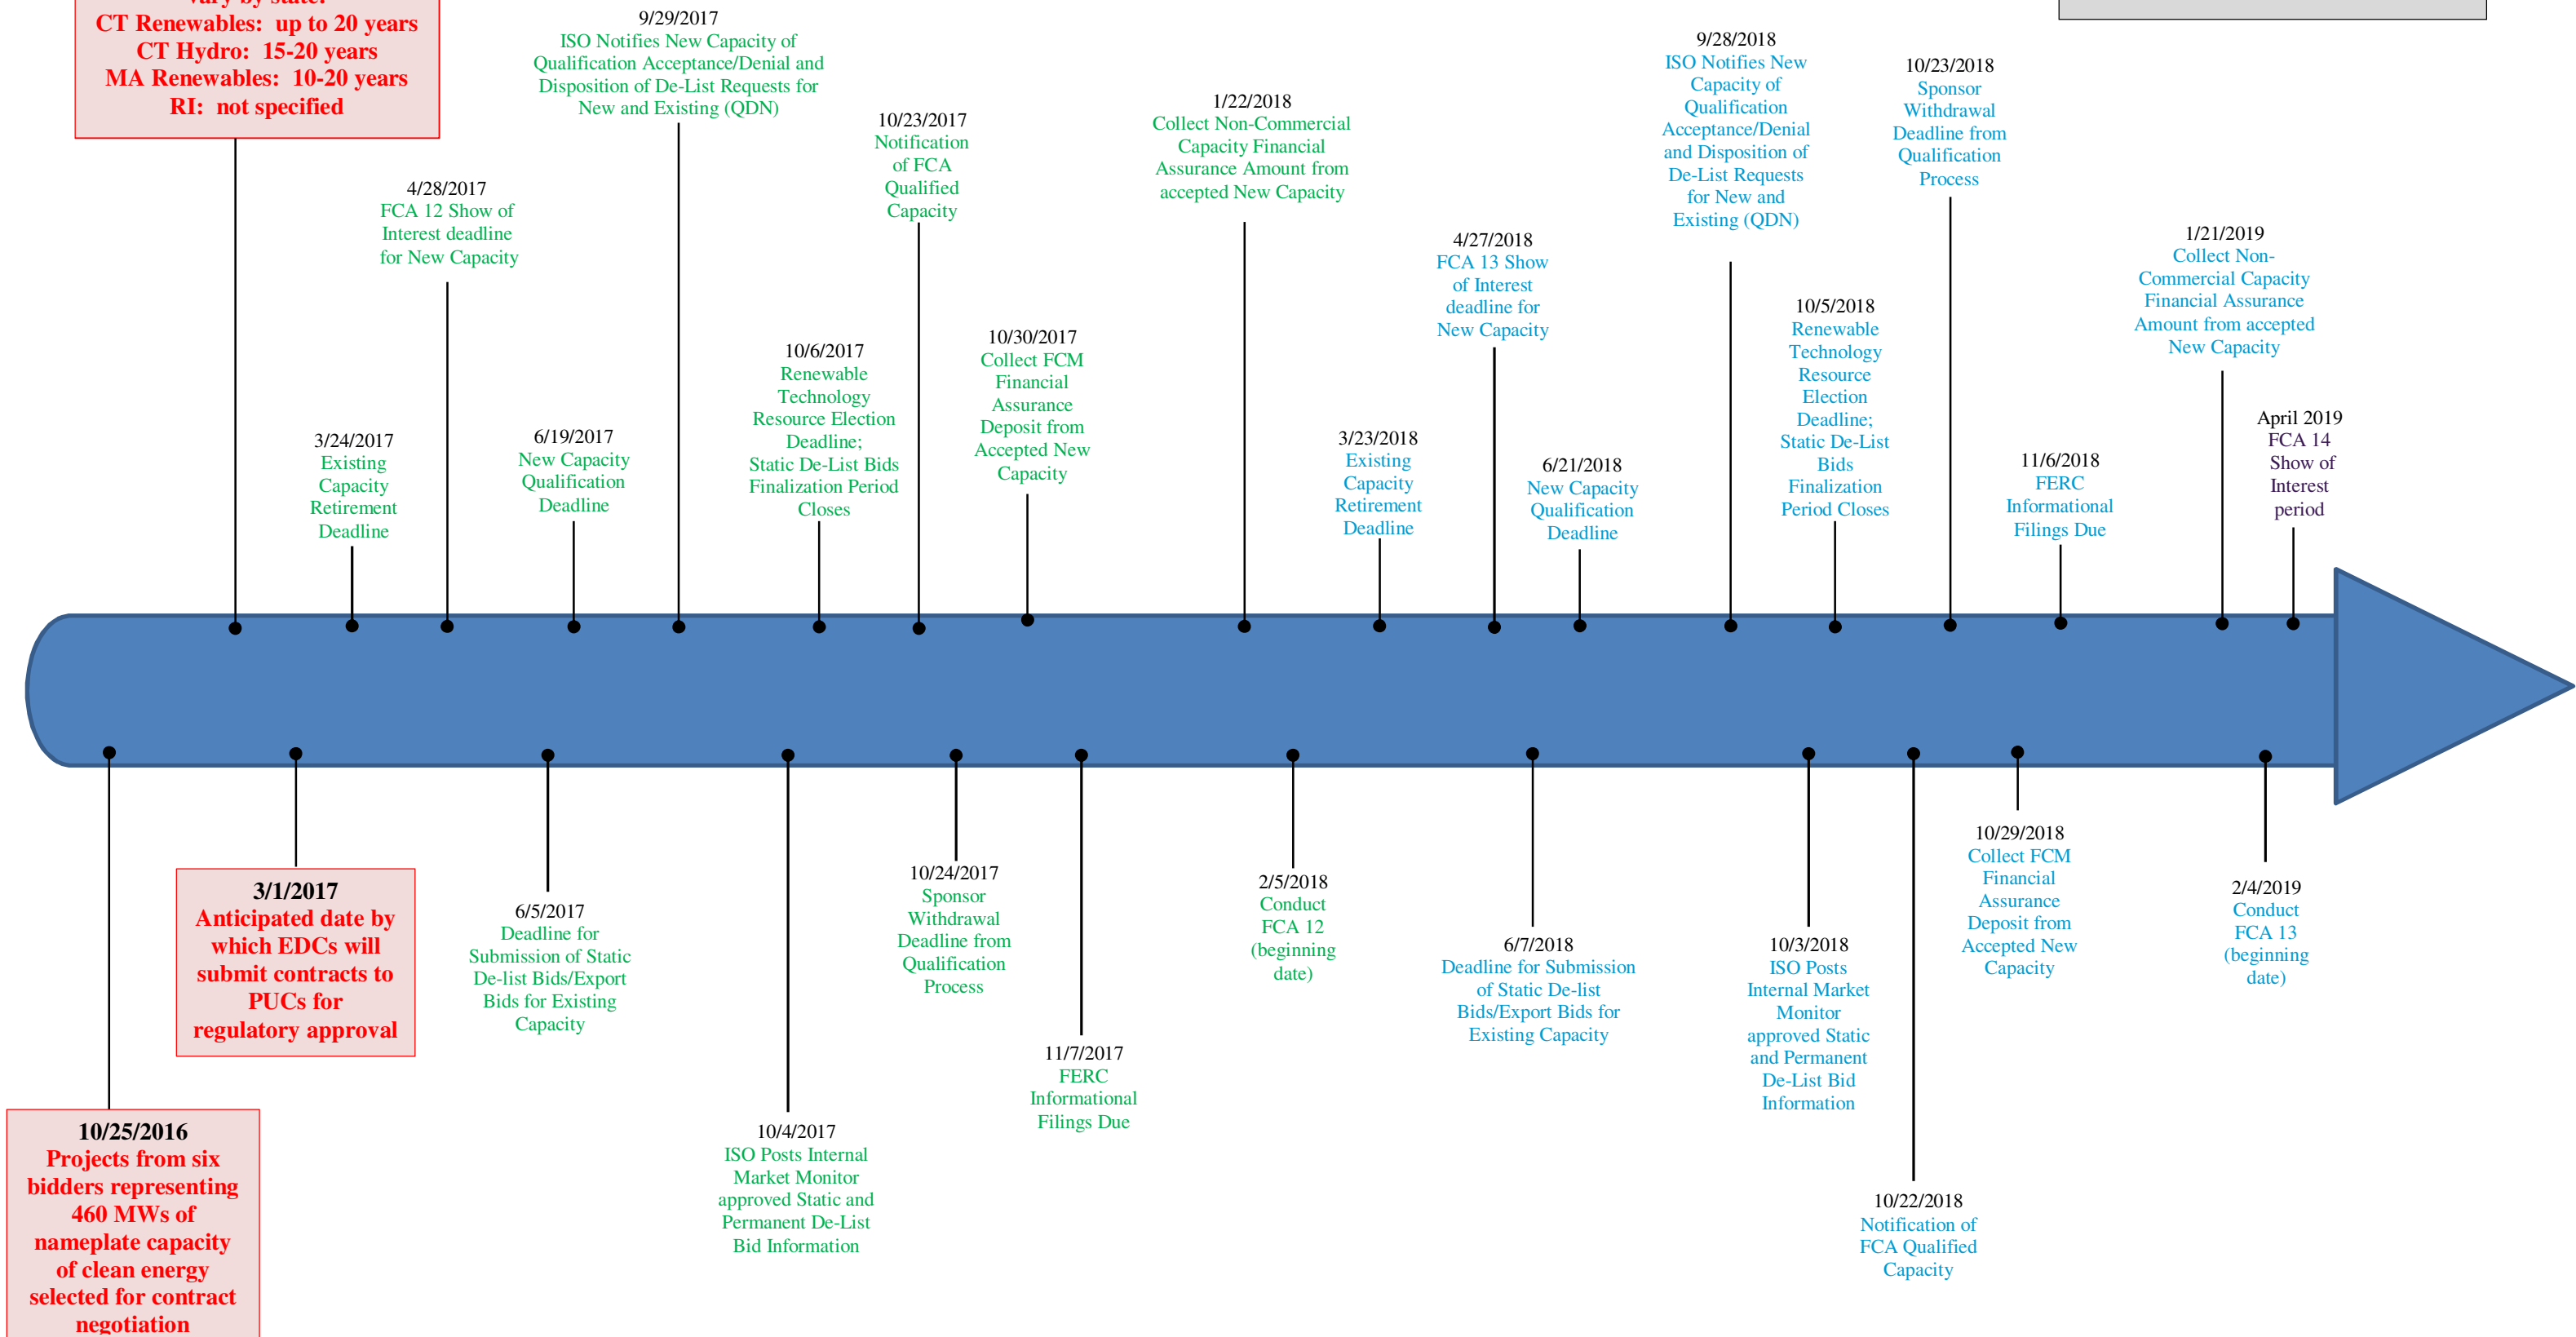 vary by state:
CT Renewables:  up to 20 years
CT Hydro:  15-20 years
MA Renewables:  10-20 years
RI:  not specified
3/24/2017
Existing
Capacity
Retirement
Deadline
4/28/2017
FCA 12 Show of
Interest deadline
for New Capacity
6/19/2017
New Capacity
Qualification
Deadline
9/29/2017
ISO Notifies New Capacity of
Qualification Acceptance/Denial and
Disposition of De-List Requests for
New and Existing (QDN)
10/6/2017
Renewable
Technology
Resource Election
Deadline;
Static De-List Bids
Finalization Period
Closes
10/23/2017
Notification
of FCA
Qualified
Capacity
10/30/2017
Collect FCM
Financial
Assurance
Deposit from
Accepted New
Capacity
1/22/2018
Collect Non-Commercial
Capacity Financial
Assurance Amount from
accepted New Capacity
3/23/2018
Existing
Capacity
Retirement
Deadline
4/27/2018
FCA 13 Show
of Interest
deadline for
New Capacity
6/21/2018
New Capacity
Qualification
Deadline
9/28/2018
ISO Notifies New
Capacity of
Qualification
Acceptance/Denial
and Disposition of
De-List Requests
for New and
Existing (QDN)
10/5/2018
Renewable
Technology
Resource
Election
Deadline;
Static De-List
Bids
Finalization
Period Closes
10/23/2018
Sponsor
Withdrawal
Deadline from
Qualification
Process
11/6/2018
FERC
Informational
Filings Due
1/21/2019
Collect Non-
Commercial Capacity
Financial Assurance
Amount from accepted
New Capacity
April 2019
FCA 14
Show of
Interest
period
10/25/2016
Projects from six
bidders representing
460 MWs of
nameplate capacity
of clean energy
selected for contract
negotiation
3/1/2017
Anticipated date by
which EDCs will
submit contracts to
PUCs for
regulatory approval
6/5/2017
Deadline for
Submission of Static
De-list Bids/Export
Bids for Existing
Capacity
10/4/2017
ISO Posts Internal
Market Monitor
approved Static and
Permanent De-List
Bid Information
10/24/2017
Sponsor
Withdrawal
Deadline from
Qualification
Process
11/7/2017
FERC
Informational
Filings Due
2/5/2018
Conduct
FCA 12
(beginning
date)
6/7/2018
Deadline for Submission
of Static De-list
Bids/Export Bids for
Existing Capacity
10/3/2018
ISO Posts
Internal Market
Monitor
approved Static
and Permanent
De-List Bid
Information
10/22/2018
Notification of
FCA Qualified
Capacity
10/29/2018
Collect FCM
Financial
Assurance
Deposit from
Accepted New
Capacity
2/4/2019
Conduct
FCA 13
(beginning
date)